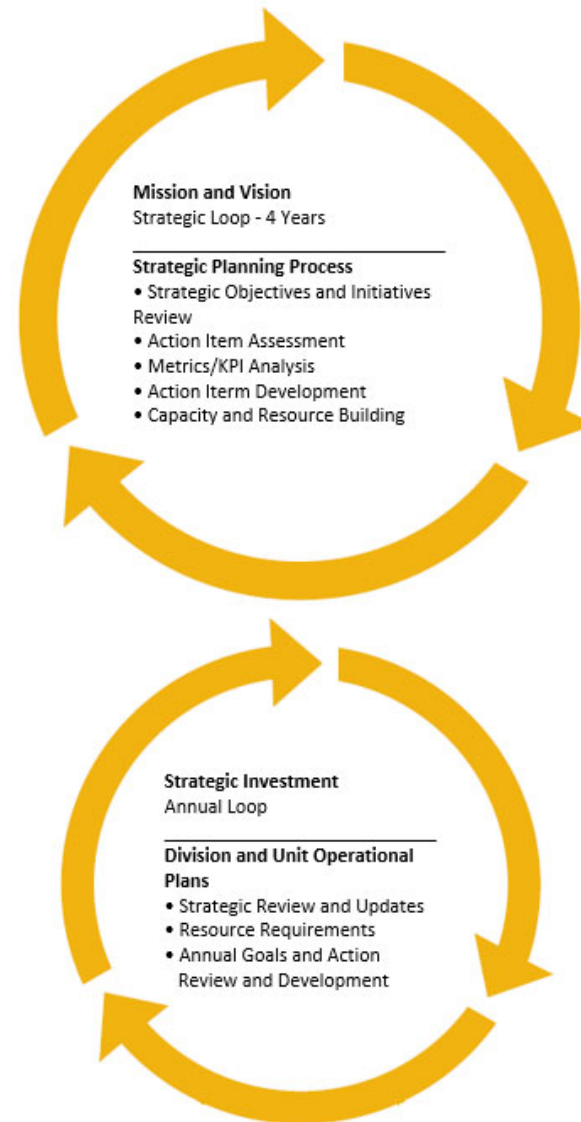 Mission and Vision
Strategic Loop - 4 Years
Strategic Planning Process
• Strategic Objectives and Initiatives
Review
• Action Item Assessment
• Metrics/KPI Analysis
• Action Iterm Development
• Capacity and Resource Building
Strategic Investment
Annual Loop
Division and Unit Operational
Plans
• Strategic Review and Updates
• Resource Requirements
• Annual Goals and Action
Review and Development